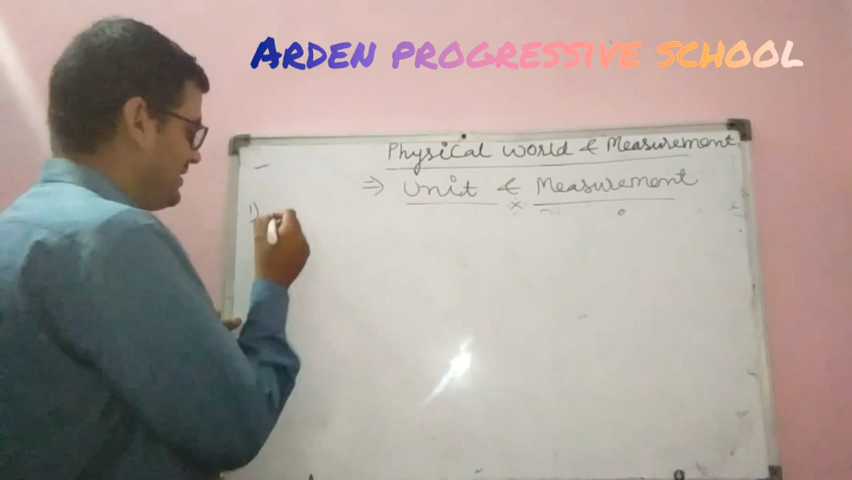 ARDEN PROGRESSIVE SCHOOL
Physical world & Measurement
⇒ Unit & Measurement
1)